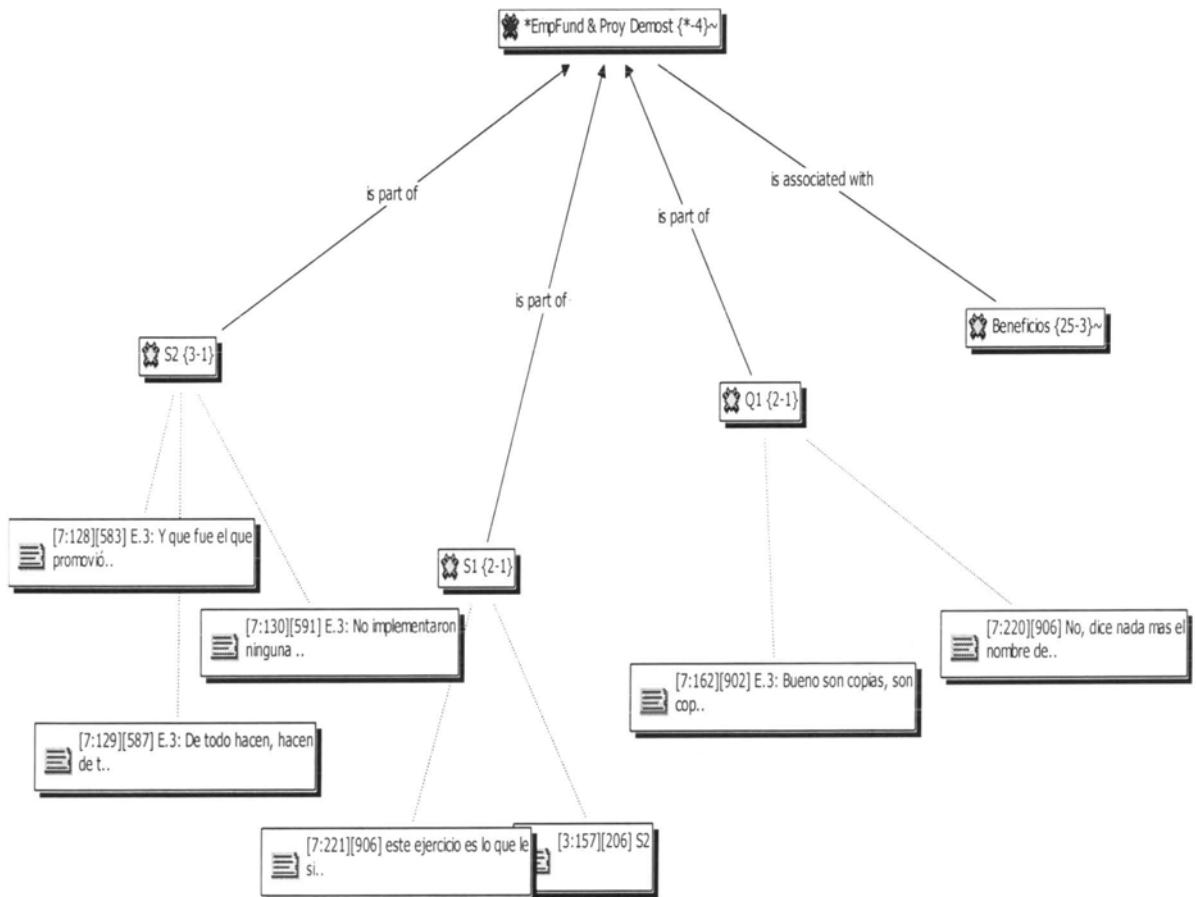 *EmpFund & Proy Demost {*-4}~
is part of
is associated with
is part of
is part of
Beneficios {25-3}~
S2 {3-1}
Q1 {2-1}
[7:128][583] E.3: Y que fue el que
promovió..
S1 {2-1}
[7:130][591] E.3: No implementaron
ninguna ..
[7:220][906] No, dice nada mas el
nombre de..
[7:162][902] E.3: Bueno son copias, son
cop..
[7:129][587] E.3: De todo hacen, hacen
de t..
[7:221][906] este ejercicio es lo que le
si..
[3:157][206] S2